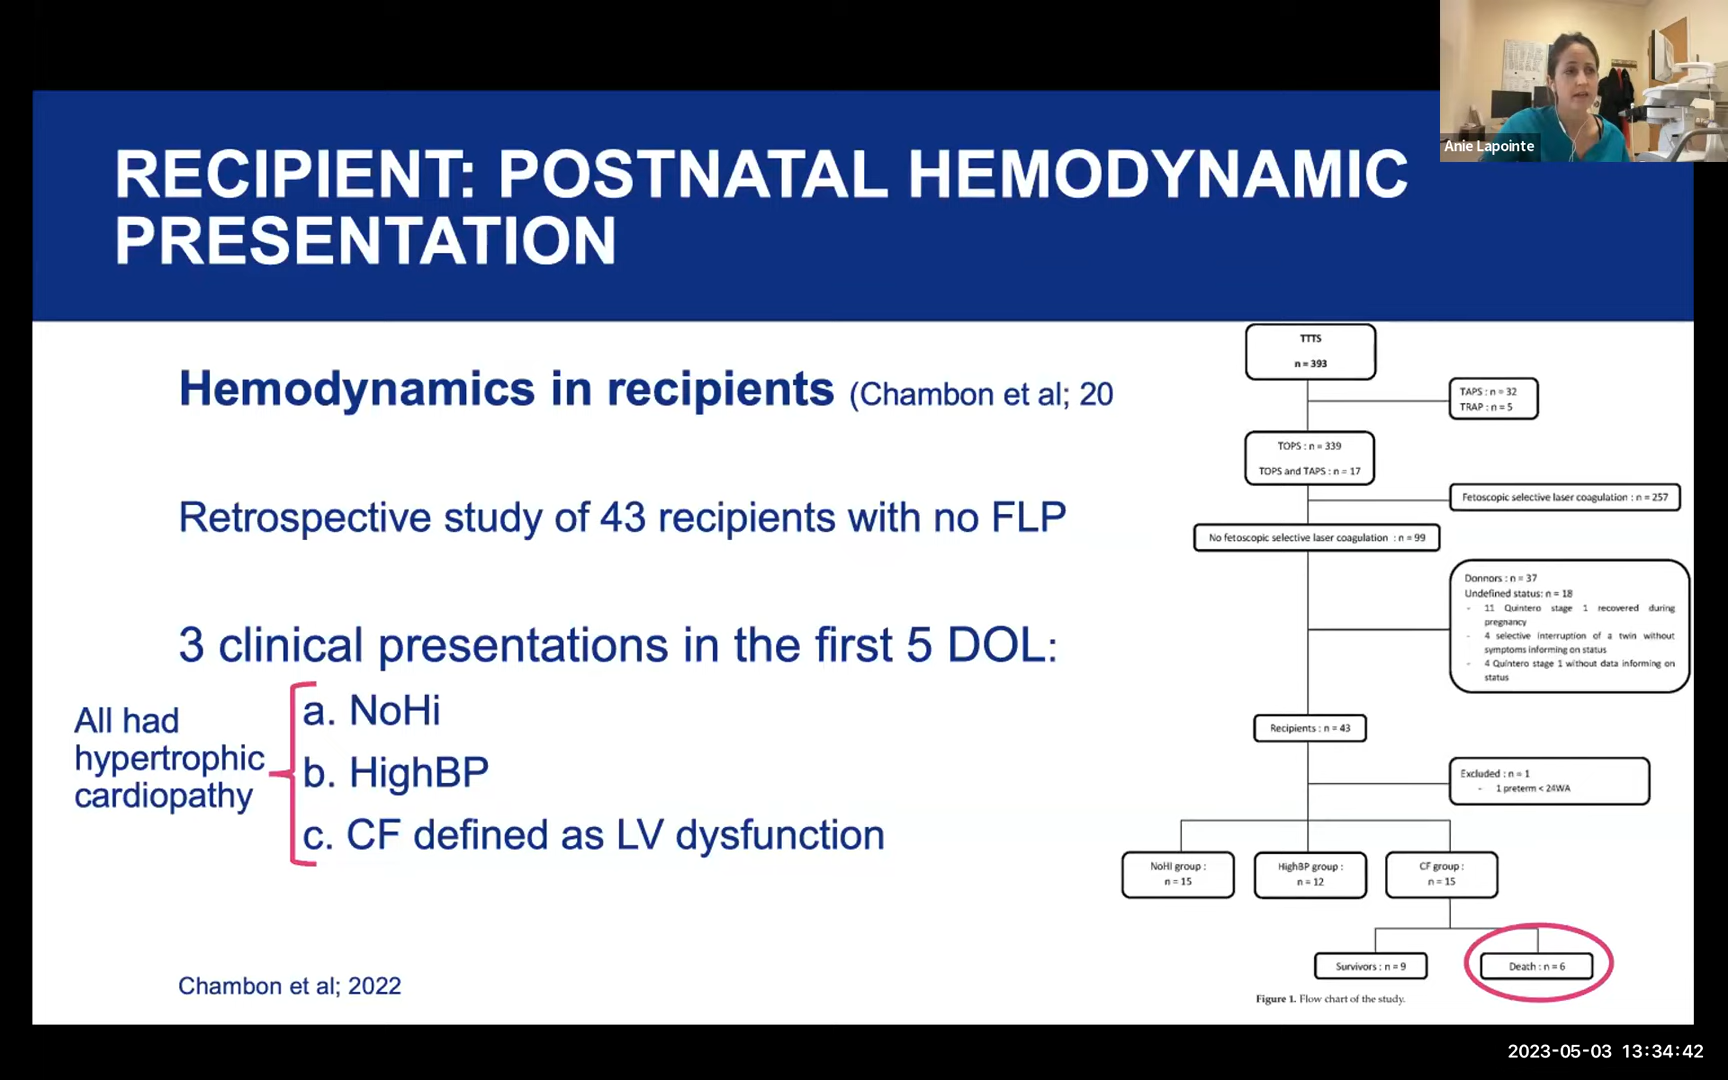 Anie Lapointe
RECIPIENT: POSTNATAL HEMODYNAMIC
PRESENTATION
Hemodynamics in recipients (Chambon et al; 20
Retrospective study of 43 recipients with no FLP
3 clinical presentations in the first 5 DOL:
All had
hypertrophic
cardiopathy
a. NoHi
b. HighBP
c. CF defined as LV dysfunction
Chambon et al; 2022
TTTS
n = 393
TAPS : n = 32
TRAP : n = 5
TOPS : n = 339
TOPS and TAPS : n = 17
Fetoscopic selective laser coagulation : n = 257
No fetoscopic selective laser coagulation : n = 99
Donnors : n = 37
Undefined status: n = 18
- 11 Quintero stage 1 recovered during
pregnancy
- 4 selective interruption of a twin without
symptoms informing on status
- 4 Quintero stage 1 without data informing on
status
Recipients : n = 43
Excluded : n = 1
- 1 preterm < 24WA
NoHI group :
n = 15
HighBP group :
n = 12
CF group :
n = 15
Survivors : n = 9
Death : n = 6
Figure 1. Flow chart of the study.
2023-05-03 13:34:42